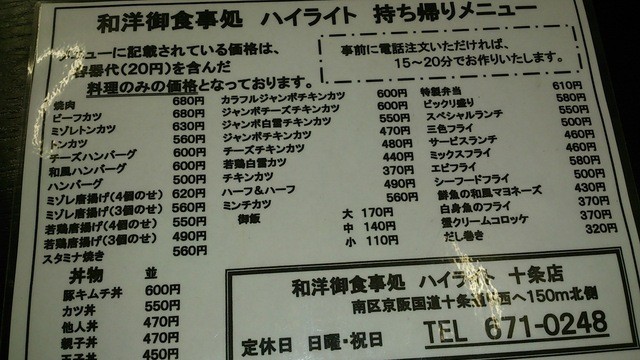 和洋御食事処 ハイライト 持ち帰りメニュー
メニューに記載されている価格は、
容器代(20円)を含んだ
料理のみの価格となっております。
事前に電話注文いただければ、
15〜20分でお作りいたします。
焼肉 680円
ビーフカツ 680円
ミゾレトンカツ 630円
トンカツ 560円
チーズハンバーグ 600円
和風ハンバーグ 600円
ハンバーグ 500円
ミゾレ唐揚げ(4個のせ) 620円
ミゾレ唐揚げ(3個のせ) 560円
若鶏唐揚げ(4個のせ) 550円
若鶏唐揚げ(3個のせ) 490円
スタミナ焼き 560円
カラフルジャンボチキンカツ 600円
ジャンボチーズチキンカツ 600円
ジャンボ白雪チキンカツ 550円
ジャンボチキンカツ 470円
チーズチキンカツ 480円
若鶏白雪カツ 440円
チキンカツ 370円
ハーフ&ハーフ 490円
ミンチカツ 560円
御飯 大 170円
中 140円
小 110円
特製弁当 610円
ビックリ盛り 580円
スペシャルランチ 550円
三色フライ 500円
サービスランチ 460円
ミックスフライ 460円
エビフライ 580円
シーフードフライ 500円
鮮魚の和風マヨネーズ 430円
白身魚のフライ 370円
蟹クリームコロッケ 370円
だし巻き 320円
丼物 並
豚キムチ丼 600円
カツ丼 550円
他人丼 470円
親子丼 470円
玉子丼 450円
和洋御食事処 ハイライト 十条店
南区京阪国道十条西へ150m北側
定休日 日曜・祝日 TEL 671-0248